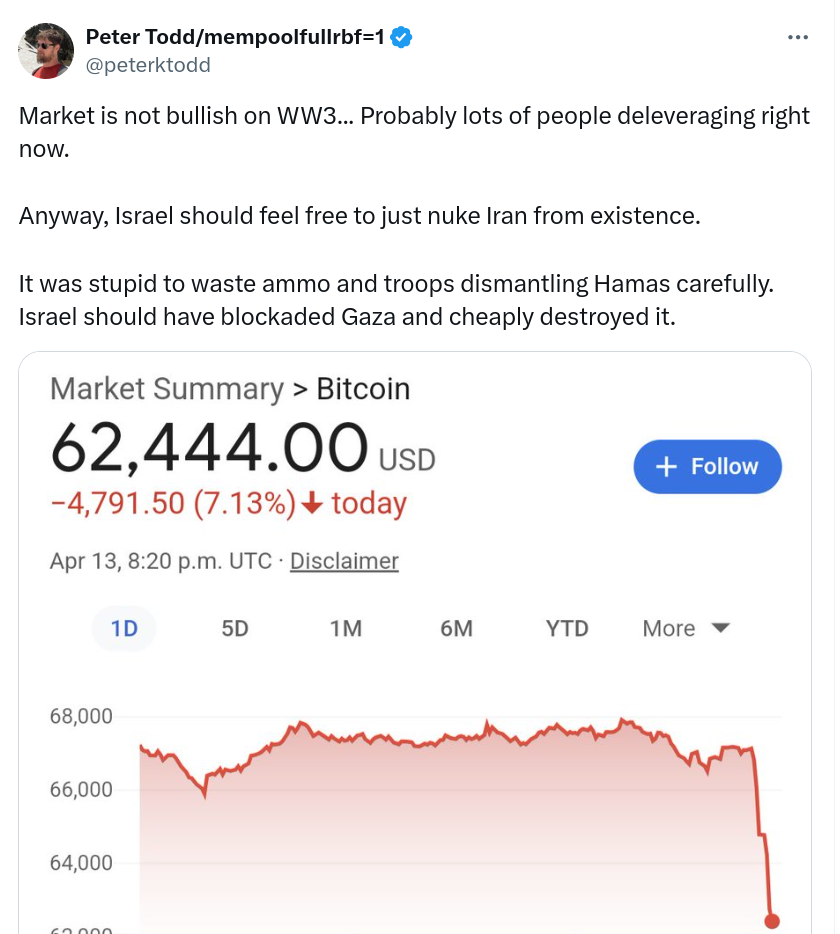 Peter Todd/mempoolfullrbf=1
@peterktodd
Market is not bullish on WW3... Probably lots of people deleveraging right
now.
Anyway, Israel should feel free to just nuke Iran from existence.
It was stupid to waste ammo and troops dismantling Hamas carefully.
Israel should have blockaded Gaza and cheaply destroyed it.
Market Summary > Bitcoin
62,444.00 USD
+ Follow
−4,791.50 (7.13%) ↓ today
Apr 13, 8:20 p.m. UTC · Disclaimer
1D 5D 1M 6M YTD More
68,000
66,000
64,000